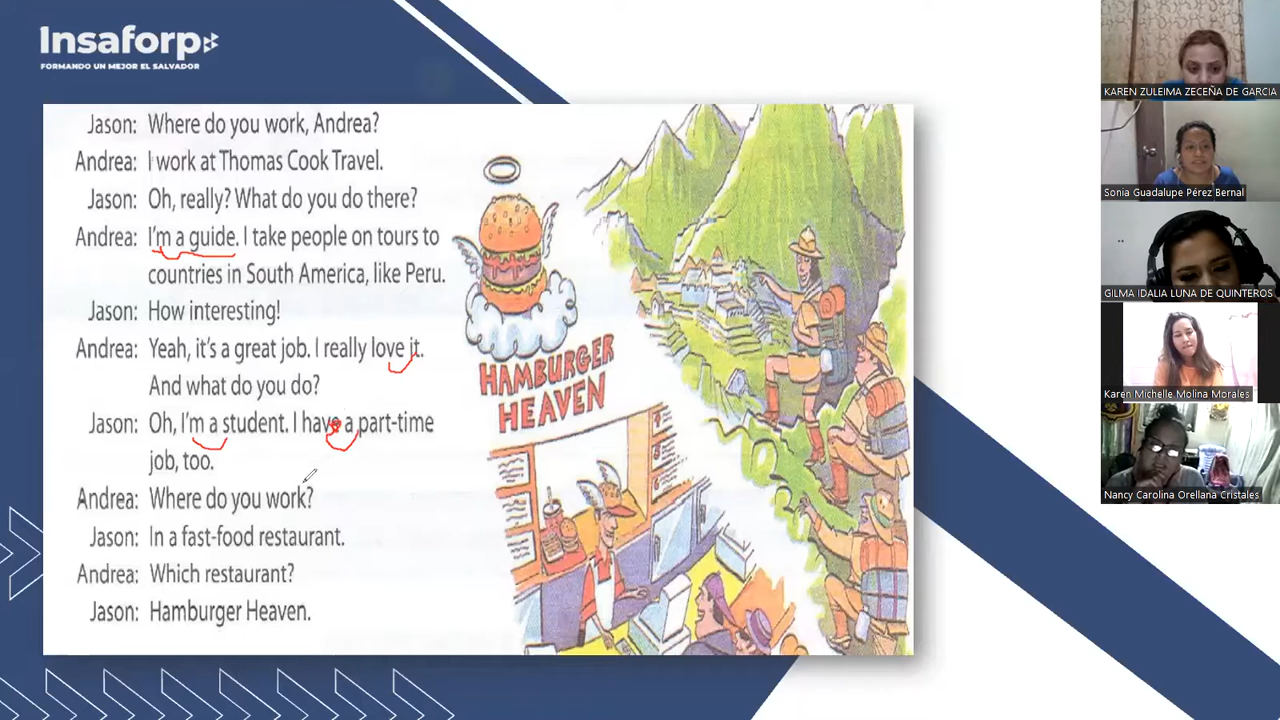 Insaforp
FORMANDO UN MEJOR EL SALVADOR
Jason: Where do you work, Andrea?
Andrea: I work at Thomas Cook Travel.
Jason: Oh, really? What do you do there?
Andrea: I'm a guide. I take people on tours to
countries in South America, like Peru.
Jason: How interesting!
Andrea: Yeah, it's a great job. I really love it.
And what do you do?
Jason: Oh, I'm a student. I have a part-time
job, too.
Andrea: Where do you work?
Jason: In a fast-food restaurant.
Andrea: Which restaurant?
Jason: Hamburger Heaven.
HAMBURGER
HEAVEN
KAREN ZULEIMA ZECEÑA DE GARCIA
Sonia Guadalupe Pérez Bernal
GILMA IDALIA LUNA DE QUINTEROS
Karen Michelle Molina Morales
Nancy Carolina Orellana Cristales